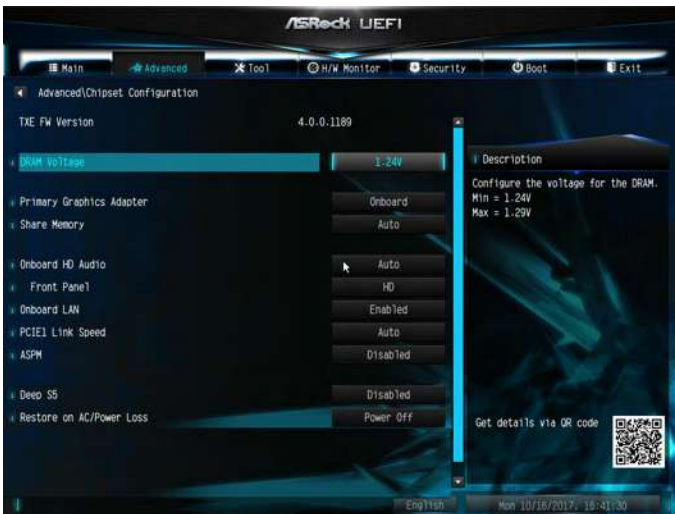 ASRock UEFI
Main Advanced Tool H/W Monitor Security Boot Exit
Advanced\Chipset Configuration
TXE FW Version 4.0.0.1189
DRAM Voltage 1.24V
Primary Graphics Adapter Onboard
Share Memory Auto
Onboard HD Audio Auto
Front Panel HD
Onboard LAN Enabled
PCIE1 Link Speed Auto
ASPM Disabled
Deep S5 Disabled
Restore on AC/Power Loss Power Off
Description
Configure the voltage for the DRAM.
Min = 1.24V
Max = 1.29V
Get details via QR code
English Mon 10/16/2017, 16:41:30